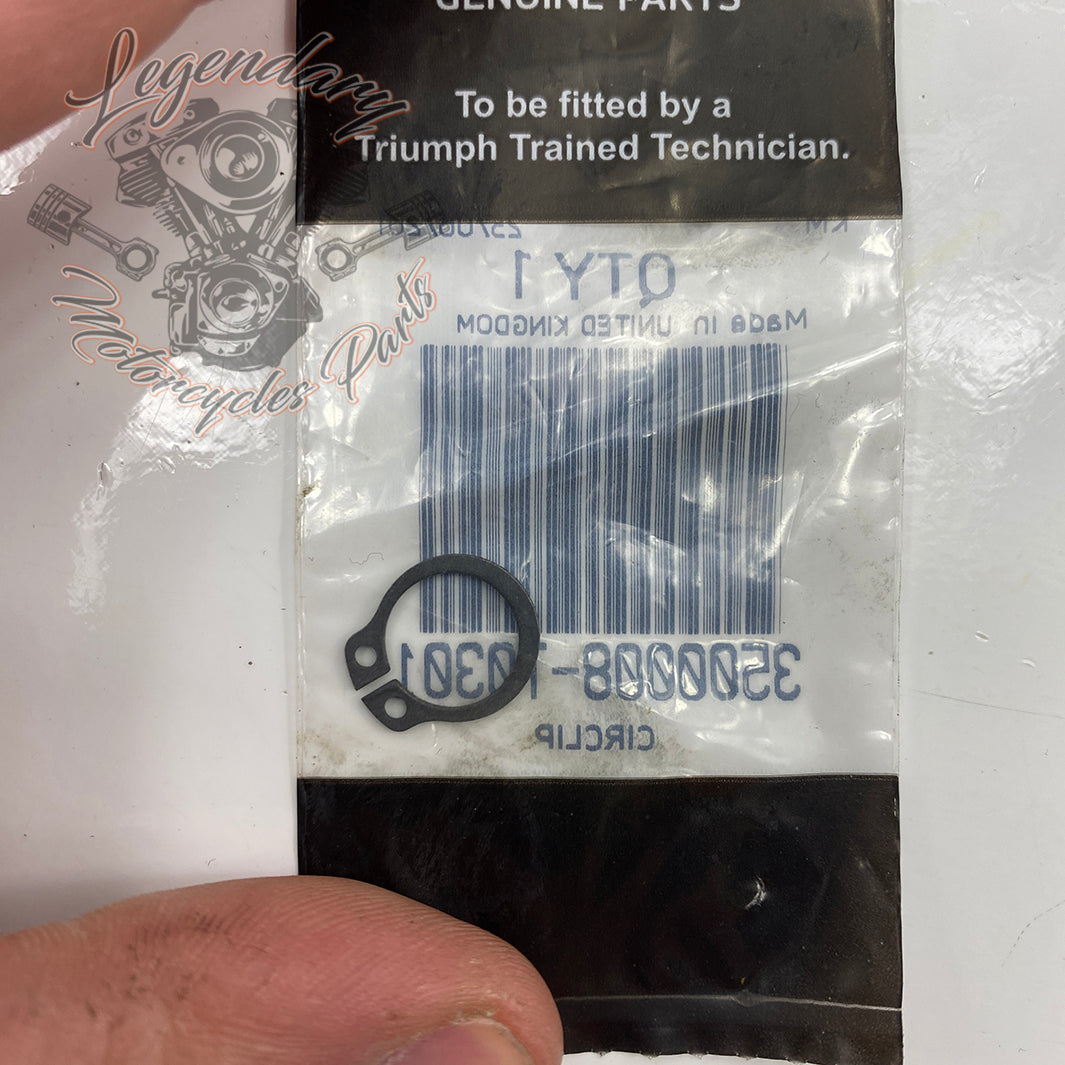 GENUINE PARTS
To be fitted by a
Triumph Trained Technician.
Legendary
Motorcycles Parts
KM
QTY 1
Made in UNITED KINGDOM
3500008-T0301
CIRCLIP